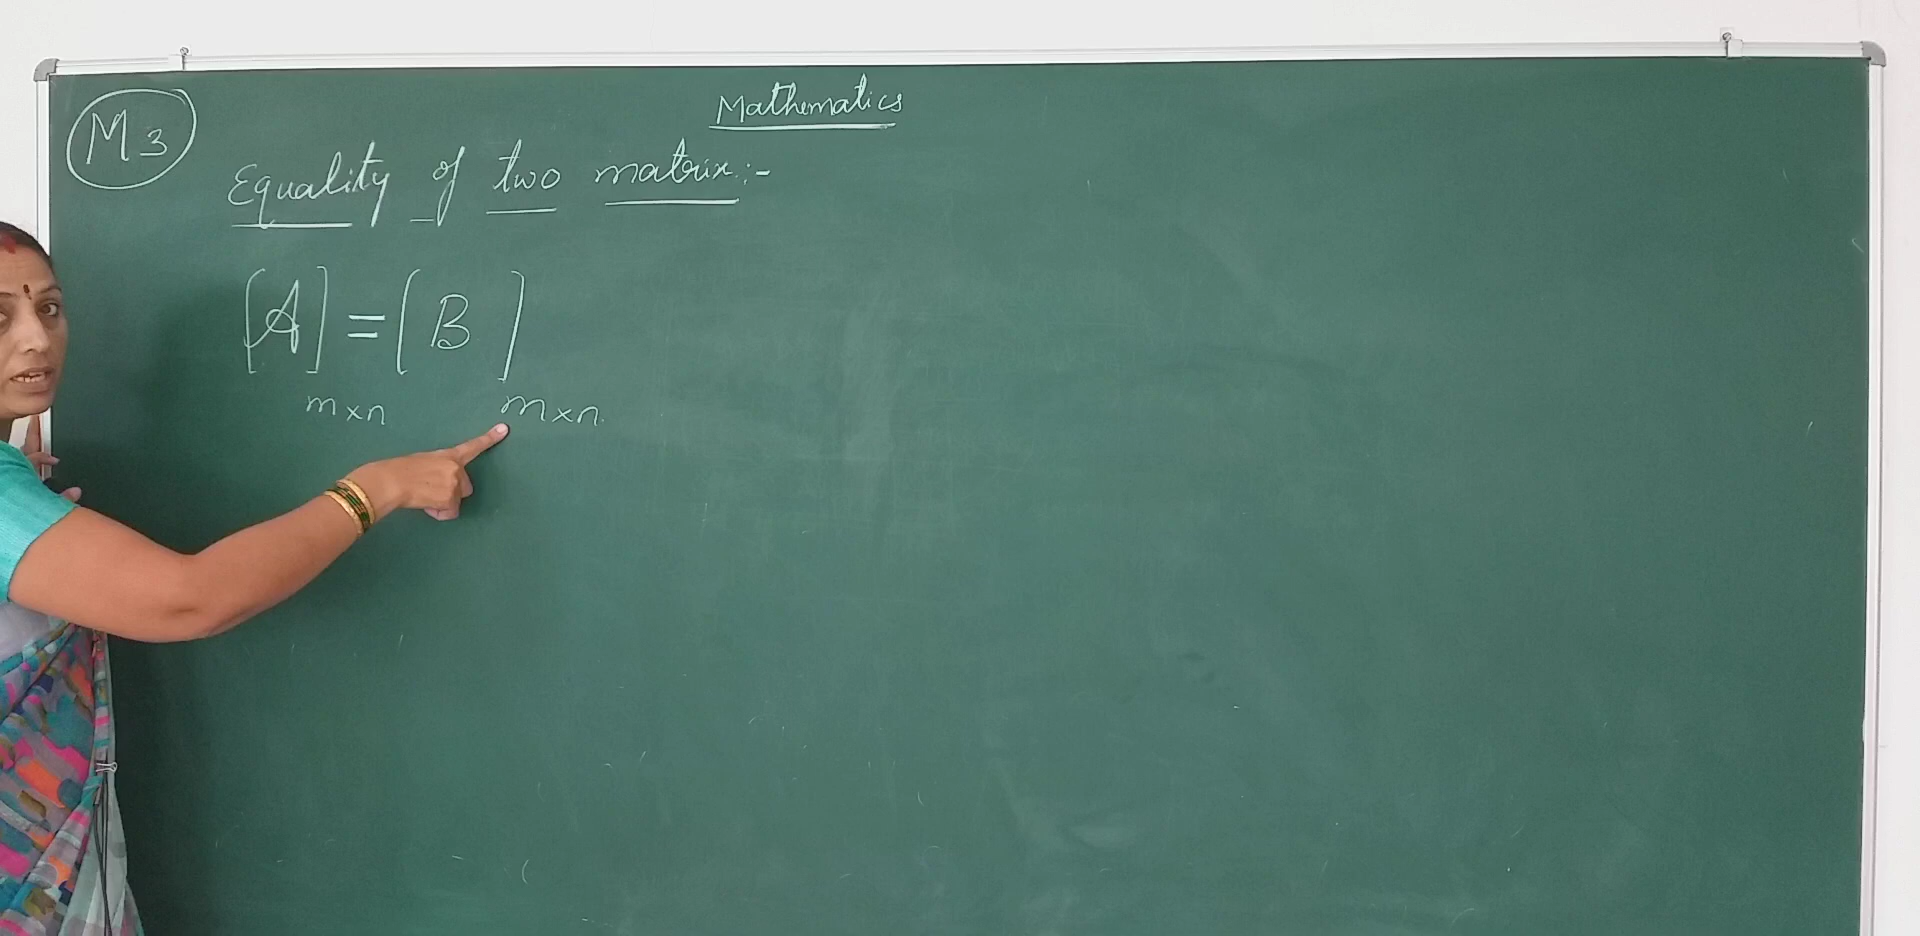 Mathematics
M3
Equality of two matrix:-
[A] = [B]
m×n m×n